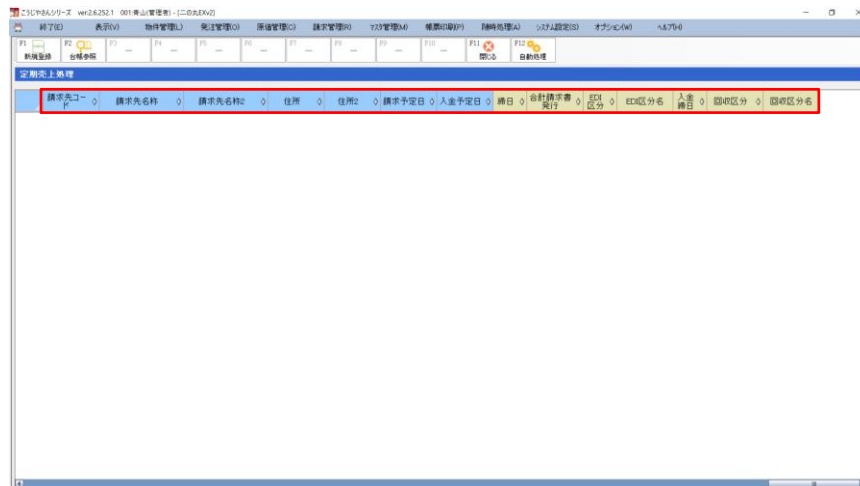 こうじやさんシリーズ ver.2.6.252.1 001:青山(管理者) - [二の丸EXv2]
終了(E) 表示(V) 物件管理(L) 発注管理(O) 原価管理(C) 請求管理(R) マスタ管理(M) 帳票印刷(P) 随時処理(A) システム設定(S) オプション(W) ヘルプ(H)
F1 F2 F3 F4 F5 F6 F7 F8 F9 F10 F11 F12
新規登録 台帳参照 閉じる 自動処理
定期売上処理
請求先コード 請求先名称 請求先名称2 住所 住所2 請求予定日 入金予定日 締日 合計請求書発行 EDI区分 EDI区分名 入金締日 回収区分 回収区分名